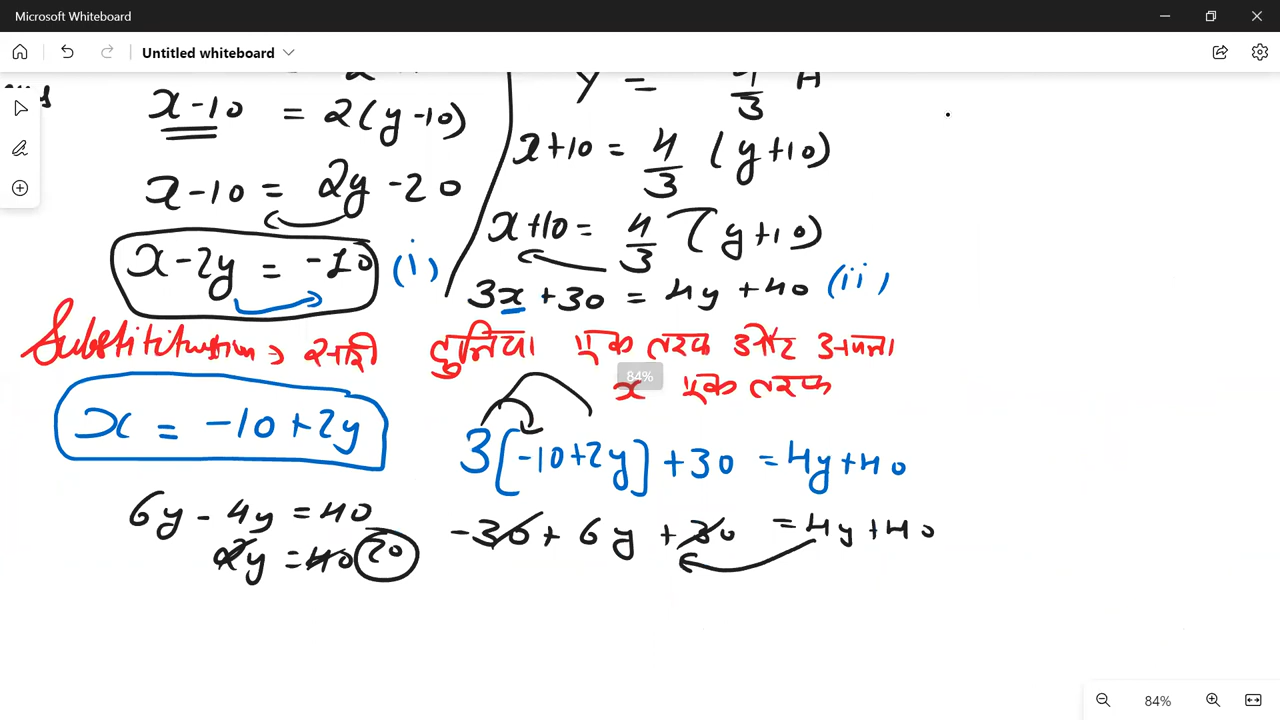 Microsoft Whiteboard
Untitled whiteboard
x-10 = 2(y-10)
x-10 = 2y -20
x-2y = -10 (i)
x+10 = 4/3 (y+10)
x+10 = 4/3 (y+10)
3x +30 = 4y +40 (ii)
Substitution → सारी दुनिया एक तरफ और अपना
x एक तरफ
84%
x = -10+2y
3[-10+2y] +30 = 4y+40
-30+ 6y +30 = 4y+40
6y - 4y = 40
2y = 40 20
84%